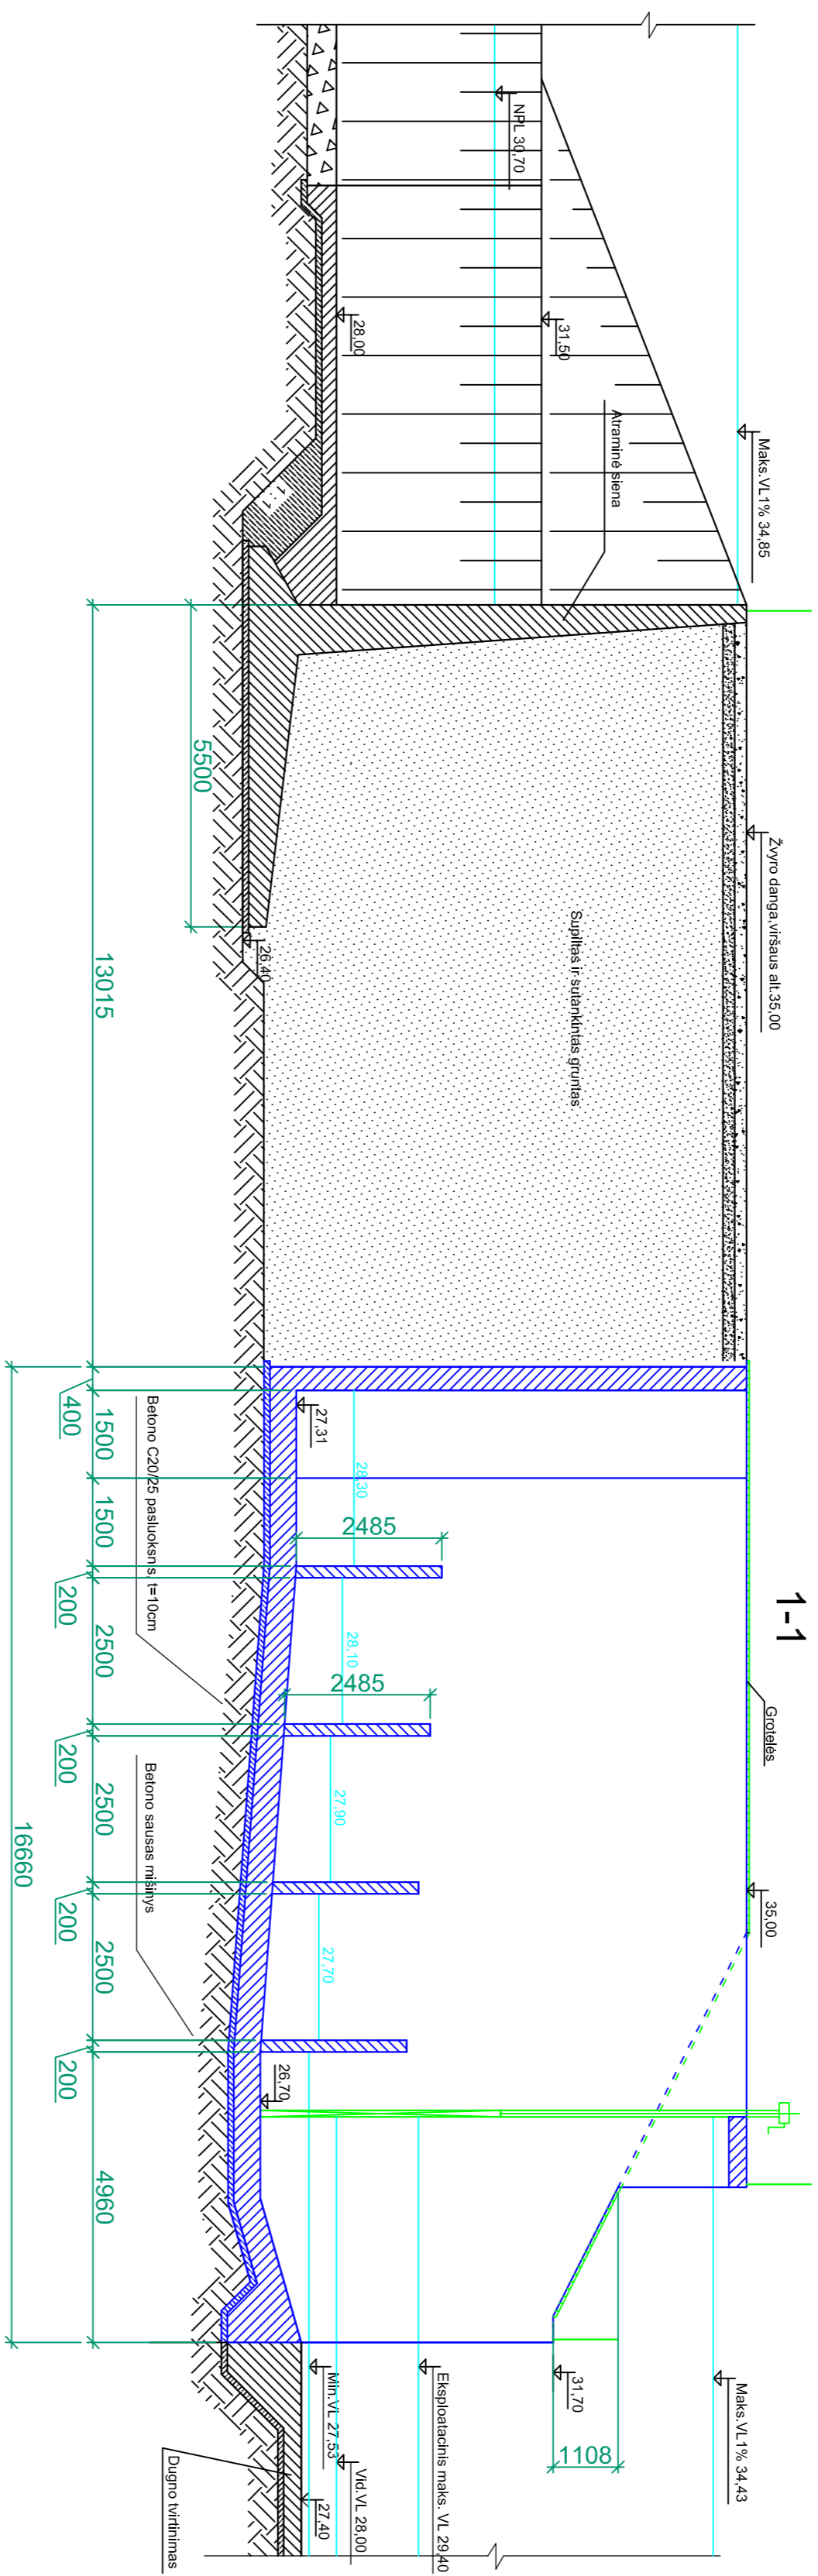 1-1
Maks.VL1% 34,85
NPL 30,70
31,50
28,00
Atraminė siena
1:1
Žvyro danga,viršaus alt.35,00
Supiltas ir sutankintas gruntas
26,40
5500
13015
Grotelės
35,00
27,31
28,30
28,10
27,90
27,70
2485
2485
26,70
Maks.VL1% 34,43
31,70
1108
Eksploatacinis maks. VL 29,40
Vid.VL 28,00
Min.VL 27,53
27,40
Dugno tvirtinimas
Betono C20/25 pasluoksnis, t=10cm
Betono sausas mišinys
400
1500
1500
200
2500
200
2500
200
2500
200
4960
16660